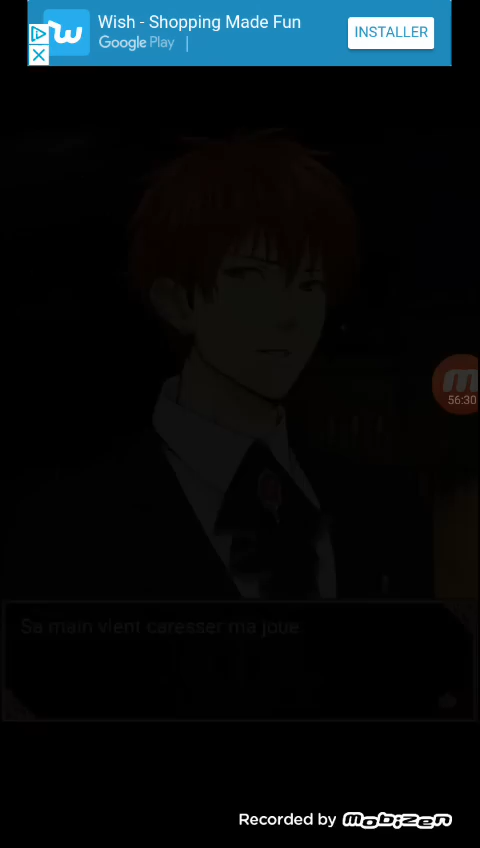 Wish - Shopping Made Fun
Google Play
INSTALLER
56:30
Sa main vient caresser ma joue
Recorded by Mobizen